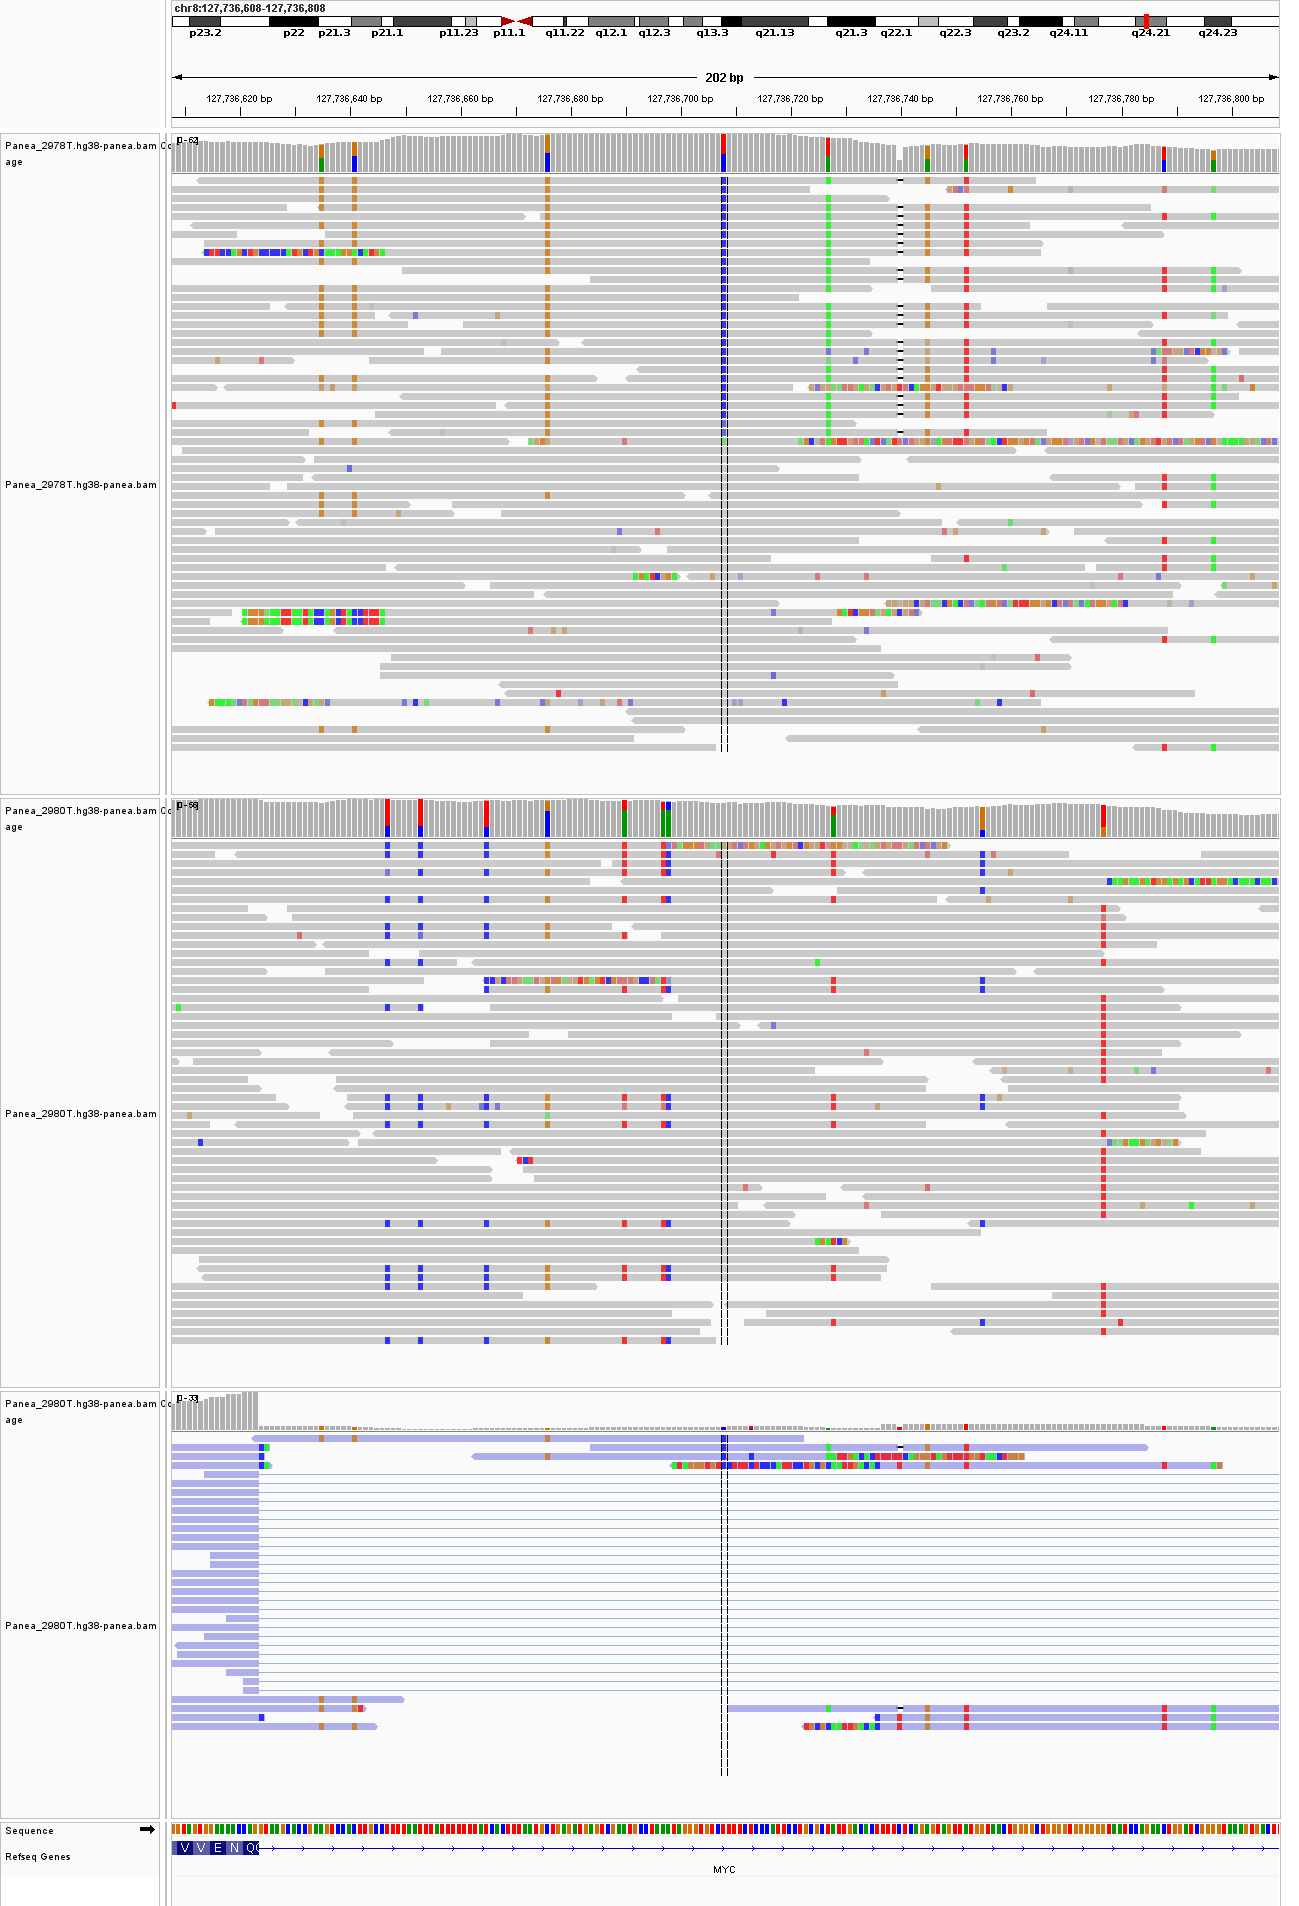 chr8:127,736,608-127,736,808
p23.2 p22 p21.3 p21.1 p11.23 p11.1 q11.22 q12.1 q12.3 q13.3 q21.13 q21.3 q22.1 q22.3 q23.2 q24.11 q24.21 q24.23
202 bp
127,736,620 bp 127,736,640 bp 127,736,660 bp 127,736,680 bp 127,736,700 bp 127,736,720 bp 127,736,740 bp 127,736,760 bp 127,736,780 bp 127,736,800 bp
Panea_2978T.hg38-panea.bam Co [0-62]
age
Panea_2978T.hg38-panea.bam
Panea_2980T.hg38-panea.bam Co [0-56]
age
Panea_2980T.hg38-panea.bam
Panea_2980T.hg38-panea.bam Co [0-33]
age
Panea_2980T.hg38-panea.bam
Sequence
V V E N Q
Refseq Genes
MYC